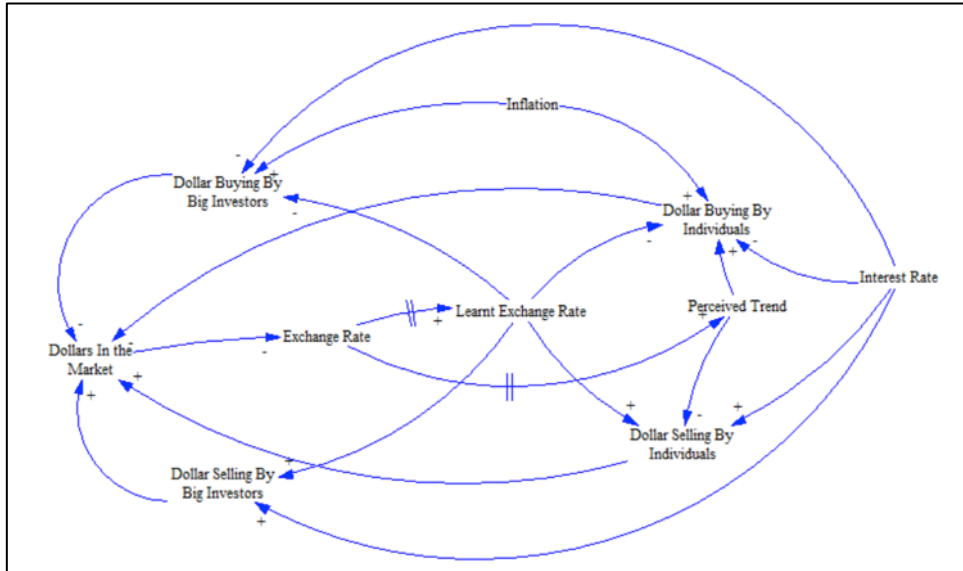 Inflation
Dollar Buying By
Big Investors
Dollar Buying By
Individuals
Interest Rate
Learnt Exchange Rate
Perceived Trend
Exchange Rate
Dollars In the
Market
Dollar Selling By
Individuals
Dollar Selling By
Big Investors
-
+
-
+
-
+
-
-
+
+
-
-
-
+
+
+
-
+
+
+